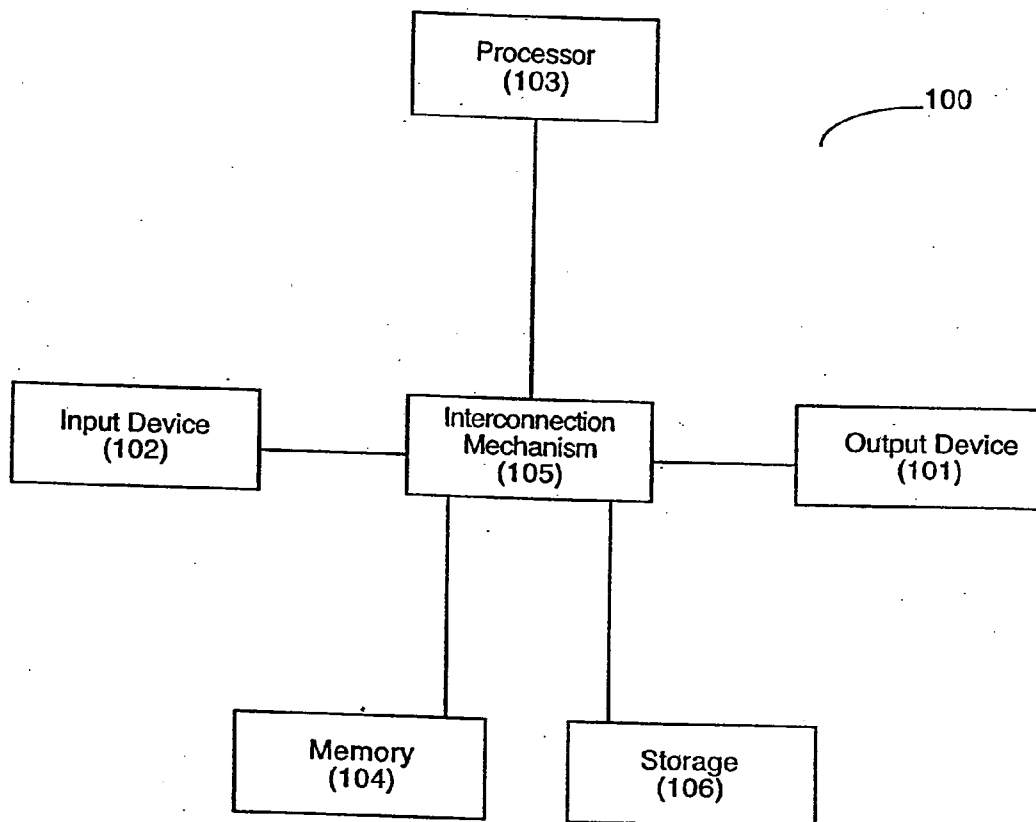 Processor
(103)
100
Input Device
(102)
Interconnection
Mechanism
(105)
Output Device
(101)
Memory
(104)
Storage
(106)